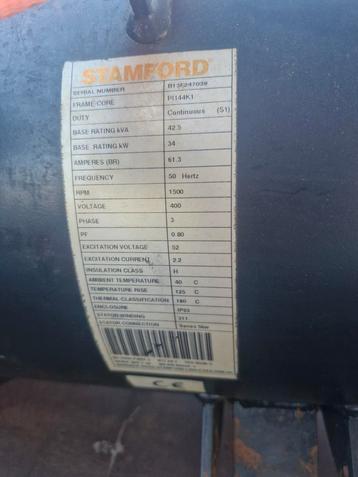 STAMFORD
SERIAL NUMBER
FRAME-CORE PI144K1
DUTY Continuous (S1)
BASE RATING kVA 42.5
BASE RATING kW 34
AMPERES (BR) 61.3
FREQUENCY 50 Hertz
RPM 1500
VOLTAGE 400
PHASE 3
PF 0.80
EXCITATION VOLTAGE 52
EXCITATION CURRENT 2.2
INSULATION CLASS H
AMBIENT TEMPERATURE 40 C
TEMPERATURE RISE 125 C
THERMAL CLASSIFICATION 180 C
ENCLOSURE IP23
STATOR WINDING 311
STATOR CONNECTION Series Star
CE